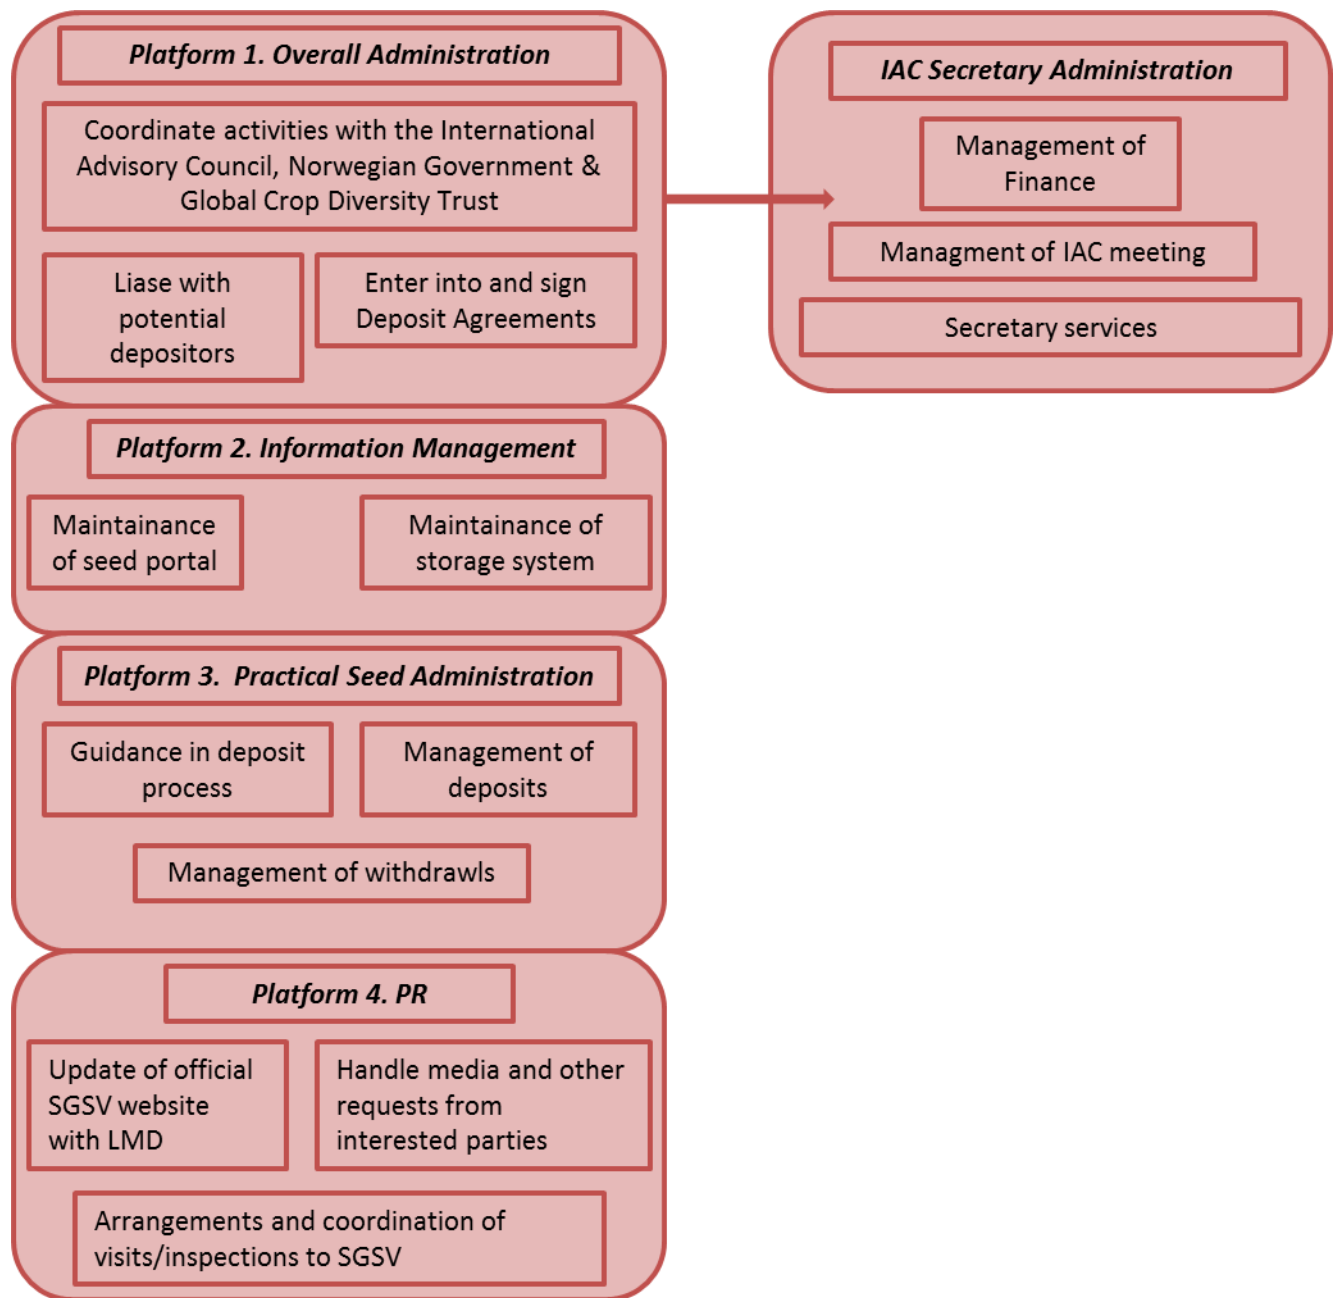 Platform 1. Overall Administration
Coordinate activities with the International
Advisory Council, Norwegian Government &
Global Crop Diversity Trust
Liase with
potential
depositors
Enter into and sign
Deposit Agreements
IAC Secretary Administration
Management of
Finance
Managment of IAC meeting
Secretary services
Platform 2. Information Management
Maintainance
of seed portal
Maintainance of
storage system
Platform 3.  Practical Seed Administration
Guidance in deposit
process
Management of
deposits
Management of withdrawls
Platform 4. PR
Update of official
SGSV website
with LMD
Handle media and other
requests from
interested parties
Arrangements and coordination of
visits/inspections to SGSV